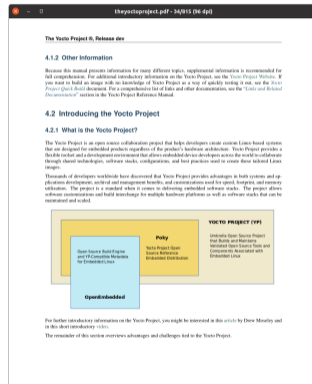 theyoctoproject.pdf - 34/815 (96 dpi)
The Yocto Project ®, Release dev
4.1.2 Other Information
Because this manual presents information for many different topics, supplemental information is recommended for
full comprehension. For additional introductory information on the Yocto Project, see the Yocto Project Website. If
you want to build an image with no knowledge of Yocto Project as a way of quickly testing it out, see the Yocto
Project Quick Build document. For a comprehensive list of links and other documentation, see the "Links and Related
Documentation" section in the Yocto Project Reference Manual.
4.2 Introducing the Yocto Project
4.2.1 What is the Yocto Project?
The Yocto Project is an open source collaboration project that helps developers create custom Linux-based systems
that are designed for embedded products regardless of the product's hardware architecture. Yocto Project provides a
flexible toolset and a development environment that allows embedded device developers across the world to collaborate
through shared technologies, software stacks, configurations, and best practices used to create these tailored Linux
images.
Thousands of developers worldwide have discovered that Yocto Project provides advantages in both systems and ap-
plications development, archival and management benefits, and customizations used for speed, footprint, and memory
utilization. The project is a standard when it comes to delivering embedded software stacks. The project allows
software customizations and build interchange for multiple hardware platforms as well as software stacks that can be
maintained and scaled.
YOCTO PROJECT (YP)
Umbrella Open Source Project
that Builds and Maintains
Validated Open Source Tools and
Components Associated with
Embedded Linux
Poky
Yocto Project Open
Source Reference
Embedded Distribution
Open Source Build Engine
and YP-Compatible Metadata
for Embedded Linux
OpenEmbedded
For further introductory information on the Yocto Project, you might be interested in this article by Drew Moseley and
in this short introductory video.
The remainder of this section overviews advantages and challenges tied to the Yocto Project.